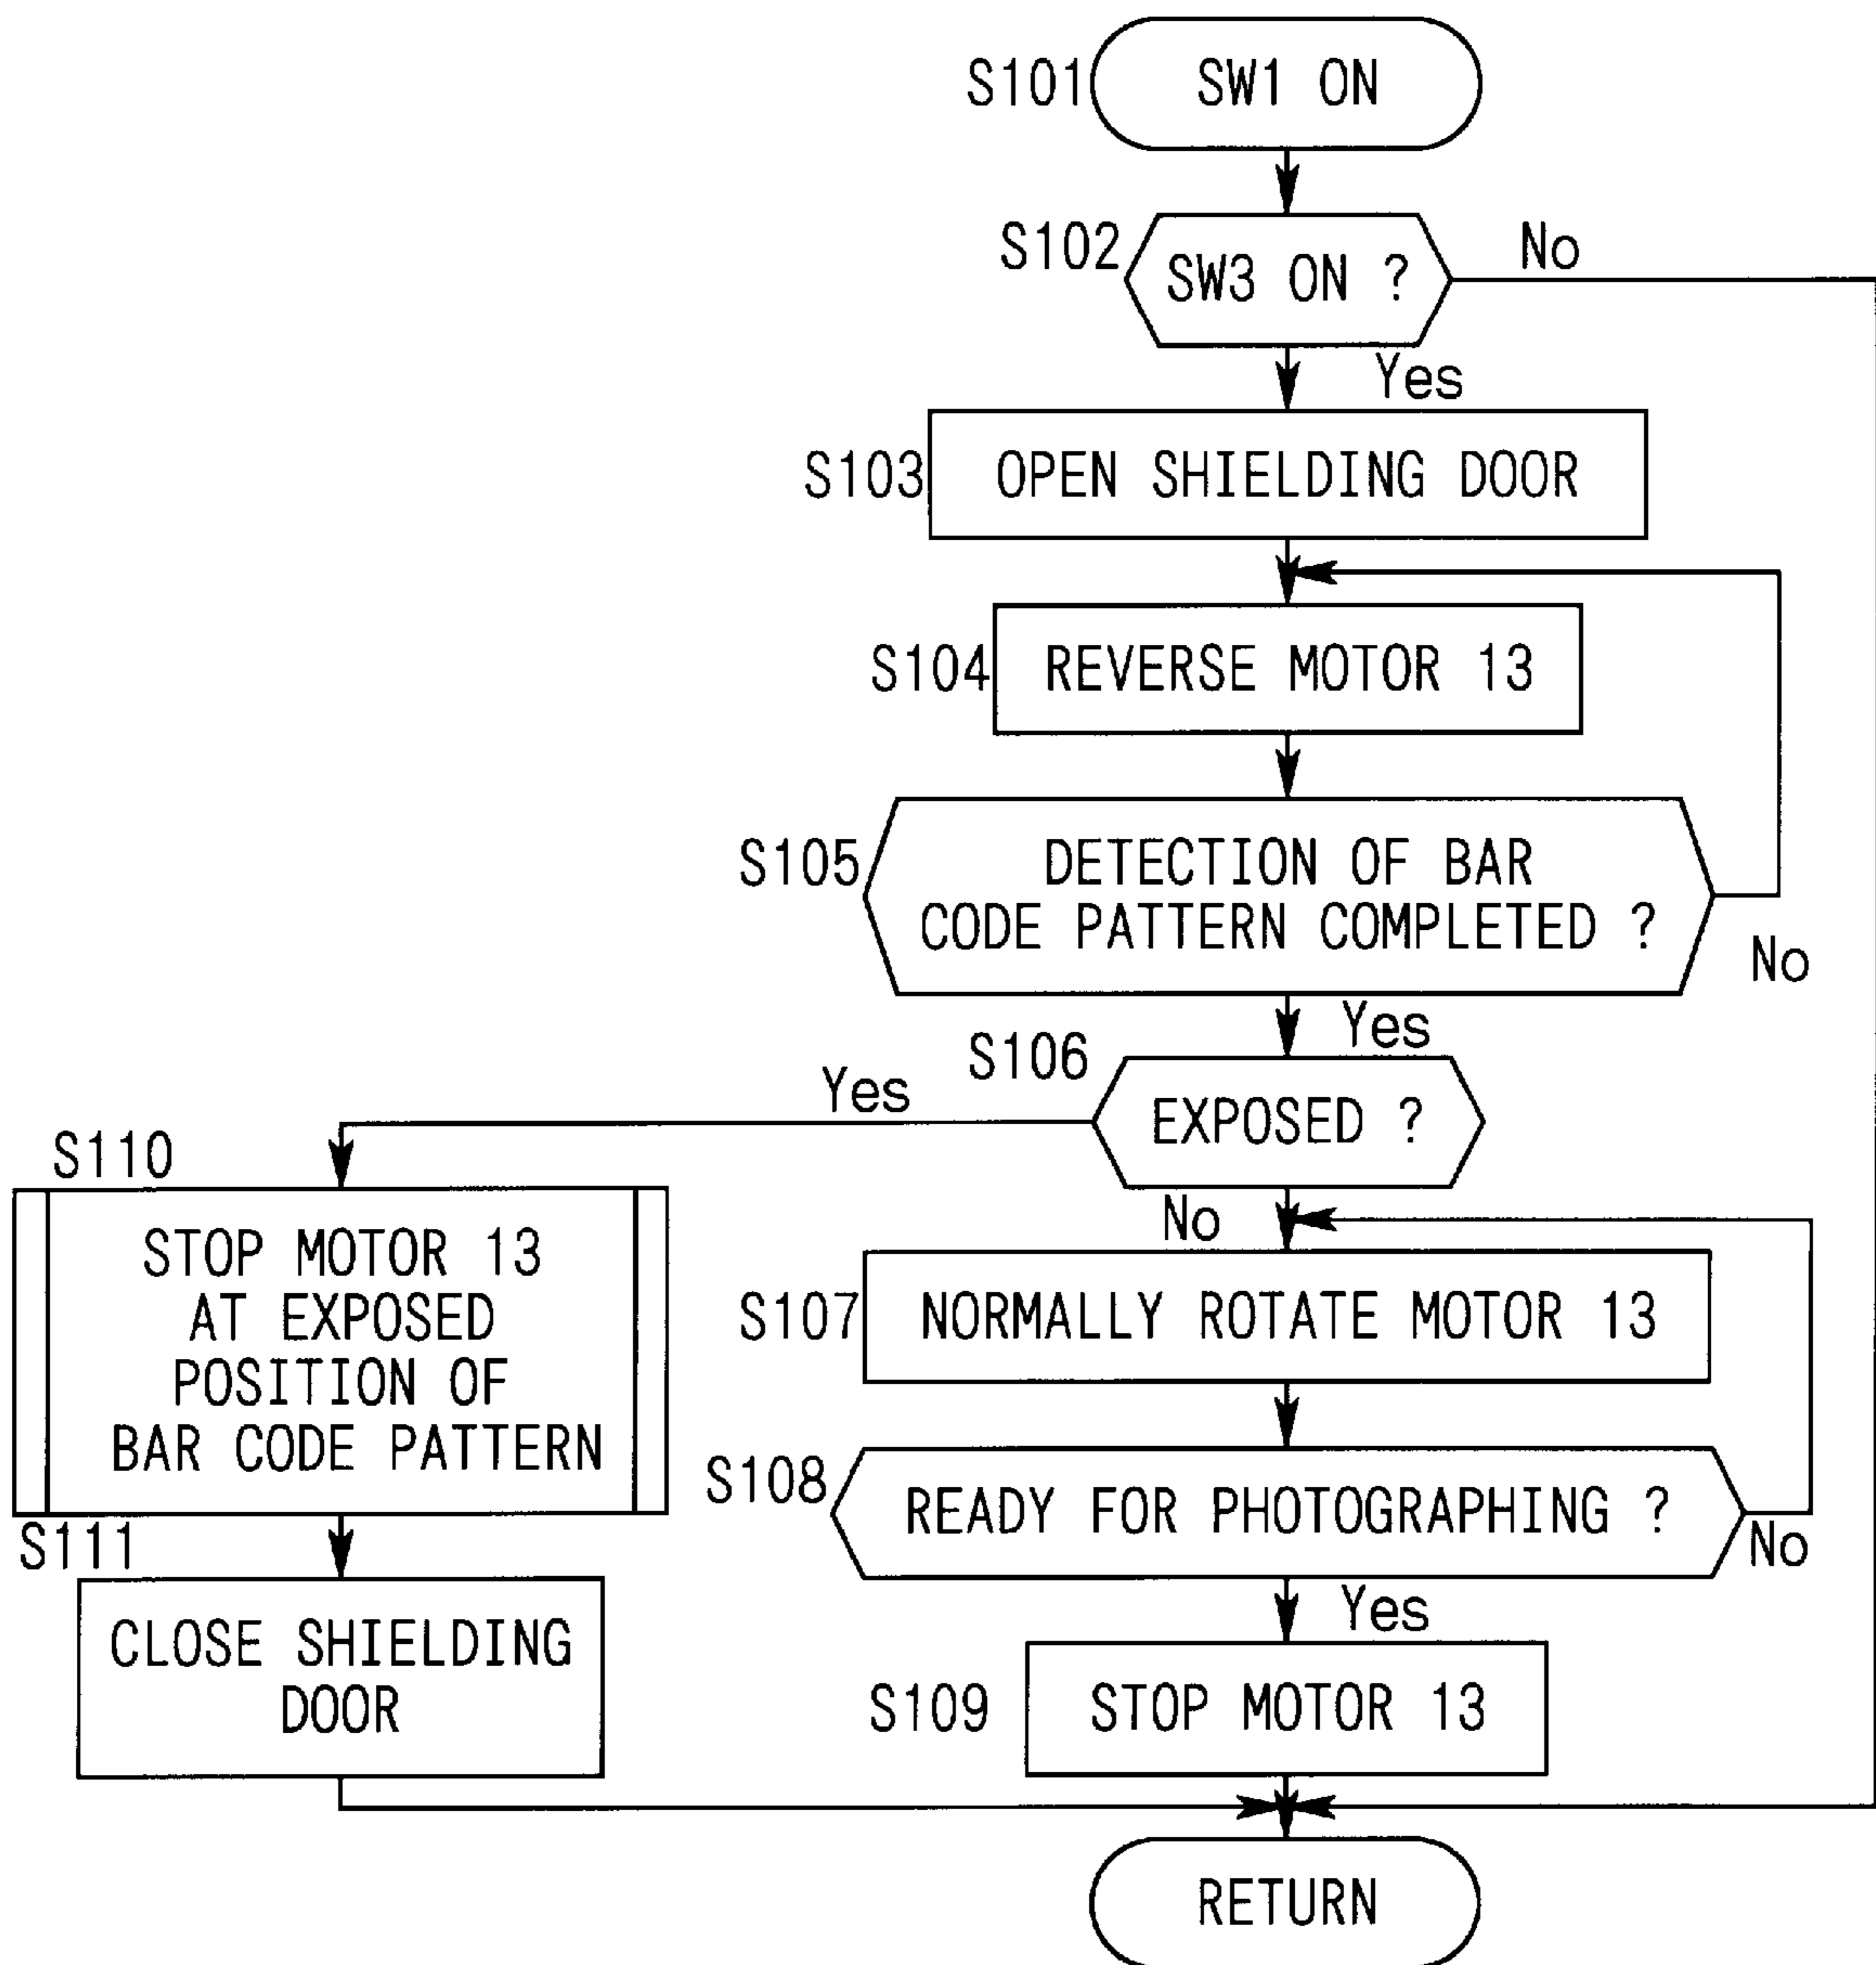 S101
SW1 ON
S102
SW3 ON ?
No
Yes
S103
OPEN SHIELDING DOOR
S104
REVERSE MOTOR 13
S105
DETECTION OF BAR
CODE PATTERN COMPLETED ?
No
Yes
S106
EXPOSED ?
Yes
No
S110
STOP MOTOR 13
AT EXPOSED
POSITION OF
BAR CODE PATTERN
S107
NORMALLY ROTATE MOTOR 13
S108
READY FOR PHOTOGRAPHING ?
No
Yes
S111
CLOSE SHIELDING
DOOR
S109
STOP MOTOR 13
RETURN